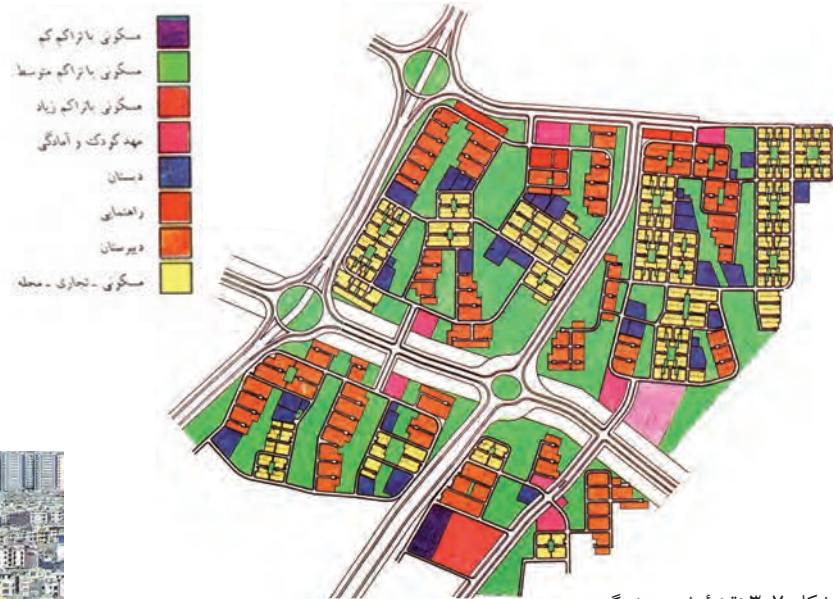 مسکونی با تراکم کم
مسکونی با تراکم متوسط
مسکونی با تراکم زیاد
مهد کودک و آمادگی
دبستان
راهنمایی
دبیرستان
مسکونی - تجاری - محله